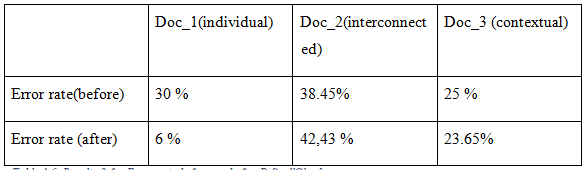 Doc_1(individual) Doc_2(interconnect Doc_3 (contextual)
ed)
Error rate(before) 30 % 38.45% 25 %
Error rate (after) 6 % 42,43 % 23.65%